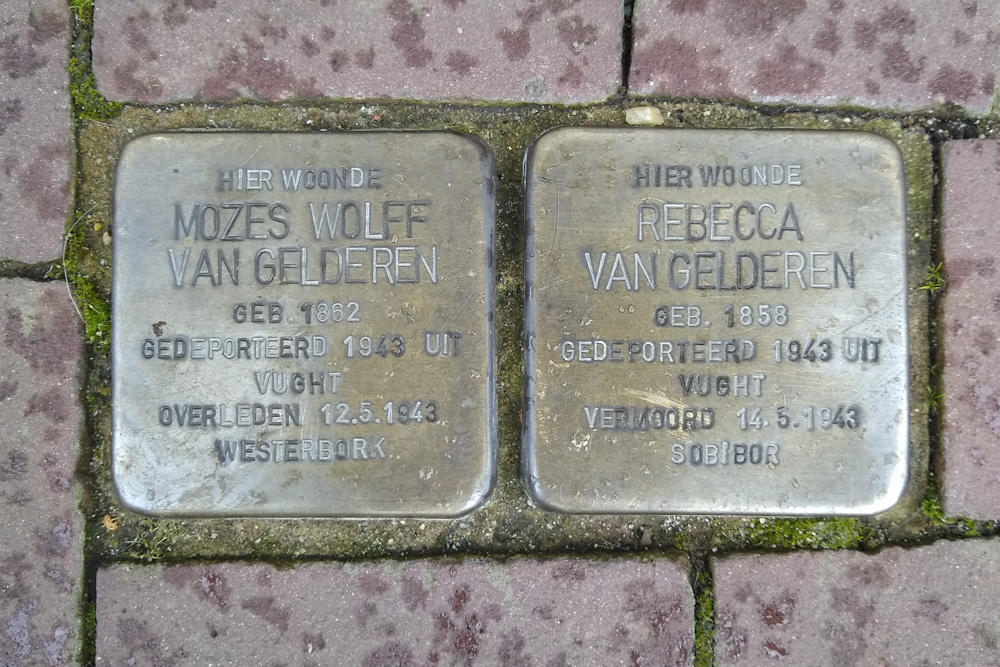 HIER WOONDE
MOZES WOLFF
VAN GELDEREN
GEB. 1862
GEDEPORTEERD 1943 UIT
VUGHT
OVERLEDEN 12.5.1943
WESTERBORK
HIER WOONDE
REBECCA
VAN GELDEREN
GEB. 1858
GEDEPORTEERD 1943 UIT
VUGHT
VERMOORD 14.5.1943
SOBIBOR